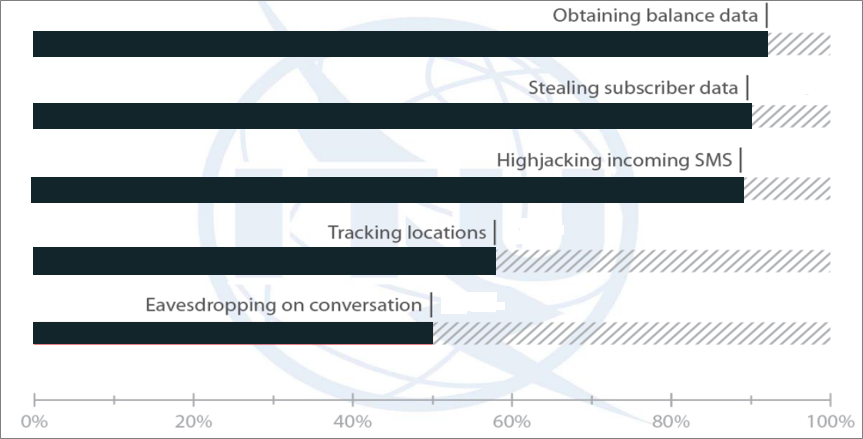 Obtaining balance data
Stealing subscriber data
Highjacking incoming SMS
Tracking locations
Eavesdropping on conversation
0% 20% 40% 60% 80% 100%